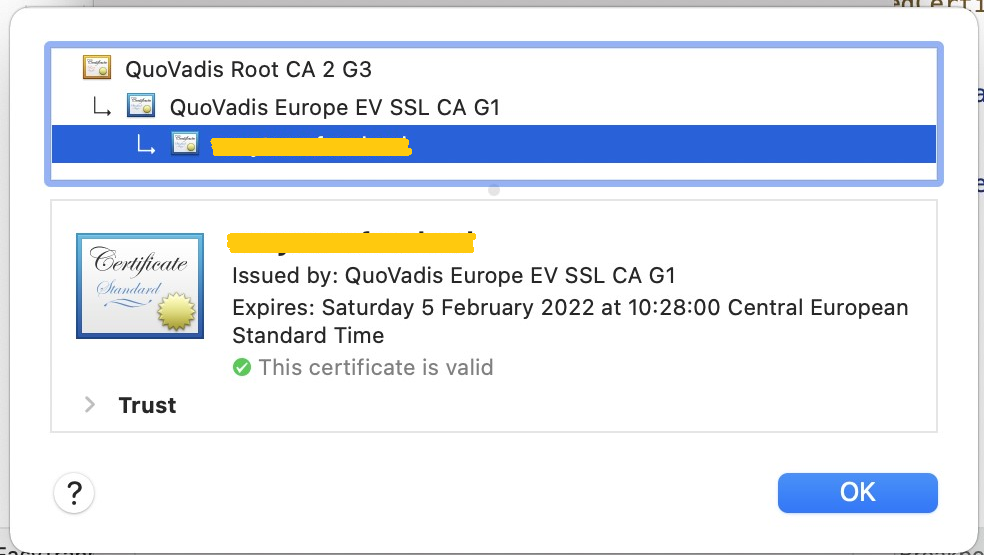 QuoVadis Root CA 2 G3
QuoVadis Europe EV SSL CA G1
Certificate
Standard
Issued by: QuoVadis Europe EV SSL CA G1
Expires: Saturday 5 February 2022 at 10:28:00 Central European
Standard Time
This certificate is valid
Trust
?
OK